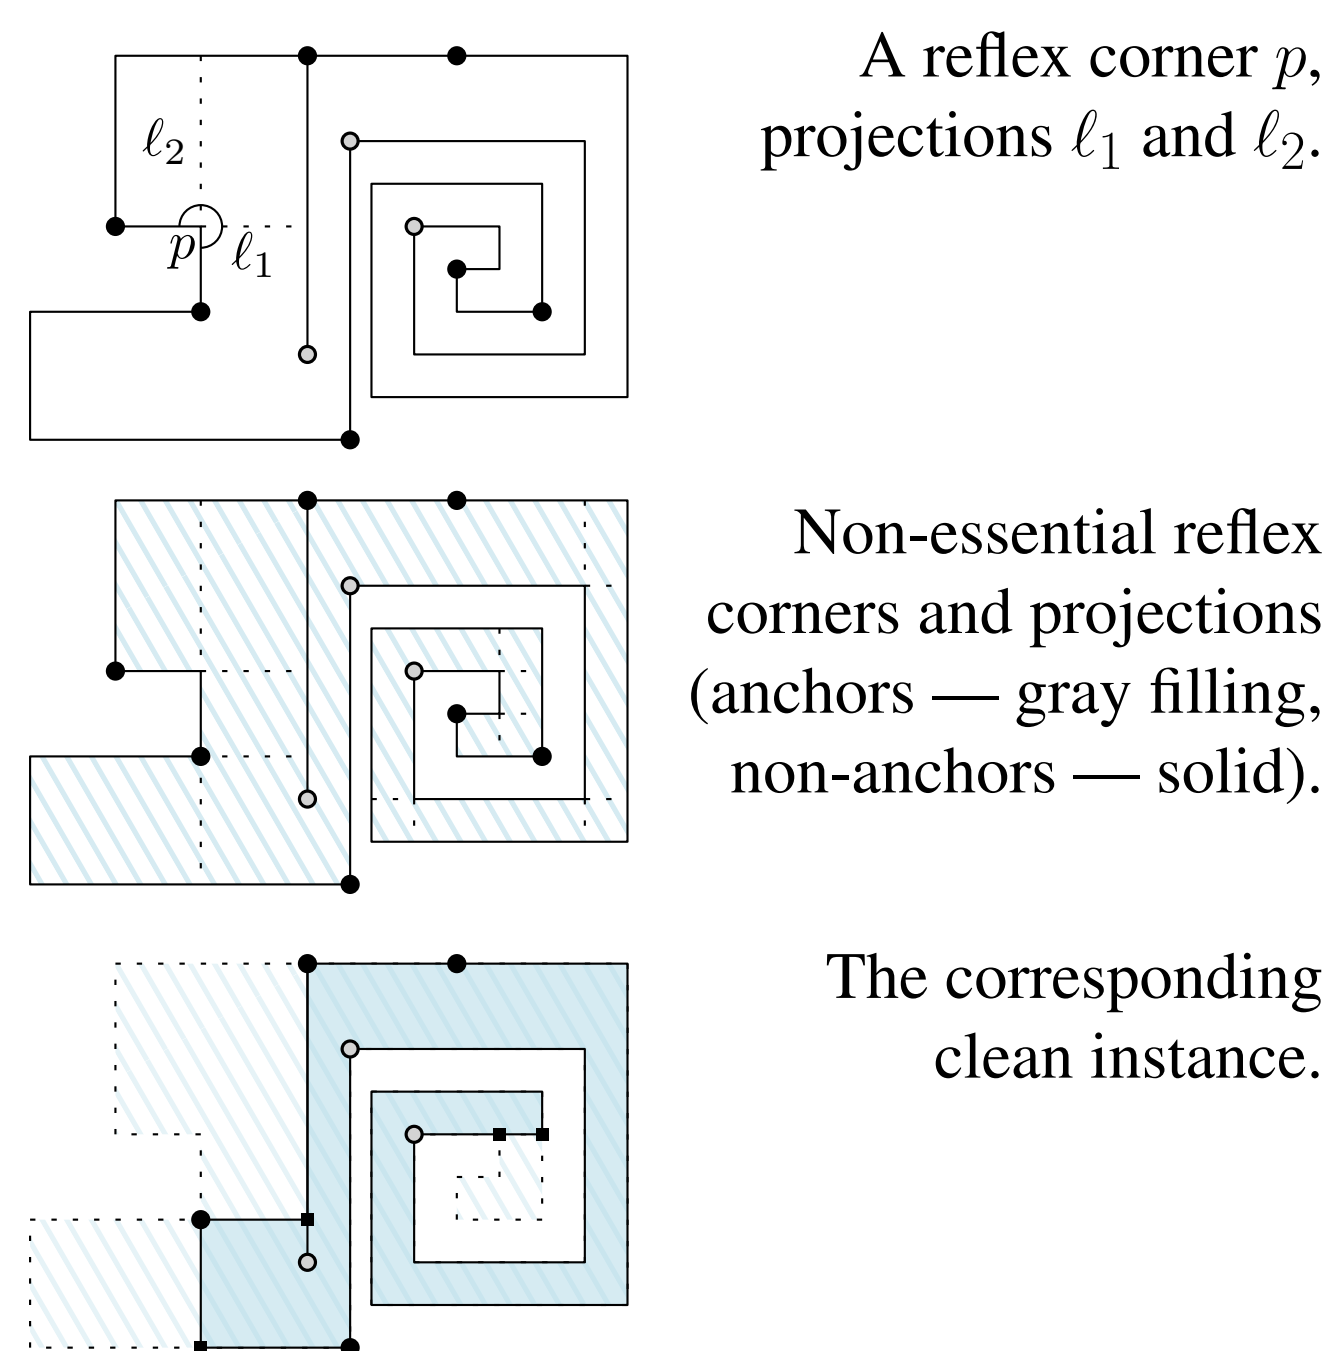 A reflex corner p,
projections ℓ₁ and ℓ₂.
ℓ₂
p
ℓ₁
Non-essential reflex
corners and projections
(anchors — gray filling,
non-anchors — solid).
The corresponding
clean instance.